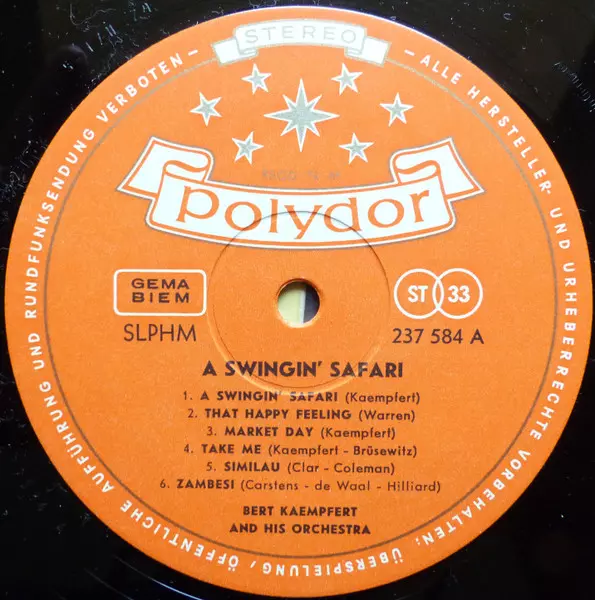 STEREO
polydor
GEMA
BIEM
SLPHM
ST 33
237 584 A
A SWINGIN' SAFARI
1. A SWINGIN' SAFARI (Kaempfert)
2. THAT HAPPY FEELING (Warren)
3. MARKET DAY (Kaempfert)
4. TAKE ME (Kaempfert - Brüsewitz)
5. SIMILAU (Clar - Coleman)
6. ZAMBESI (Carstens - de Waal - Hilliard)
BERT KAEMPFERT
AND HIS ORCHESTRA
– ALLE HERSTELLER- UND URHEBERRECHTE VORBEHALTEN; ÜBERSPIELUNG, ÖFFENTLICHE AUFFÜHRUNG UND RUNDFUNKSENDUNG VERBOTEN –